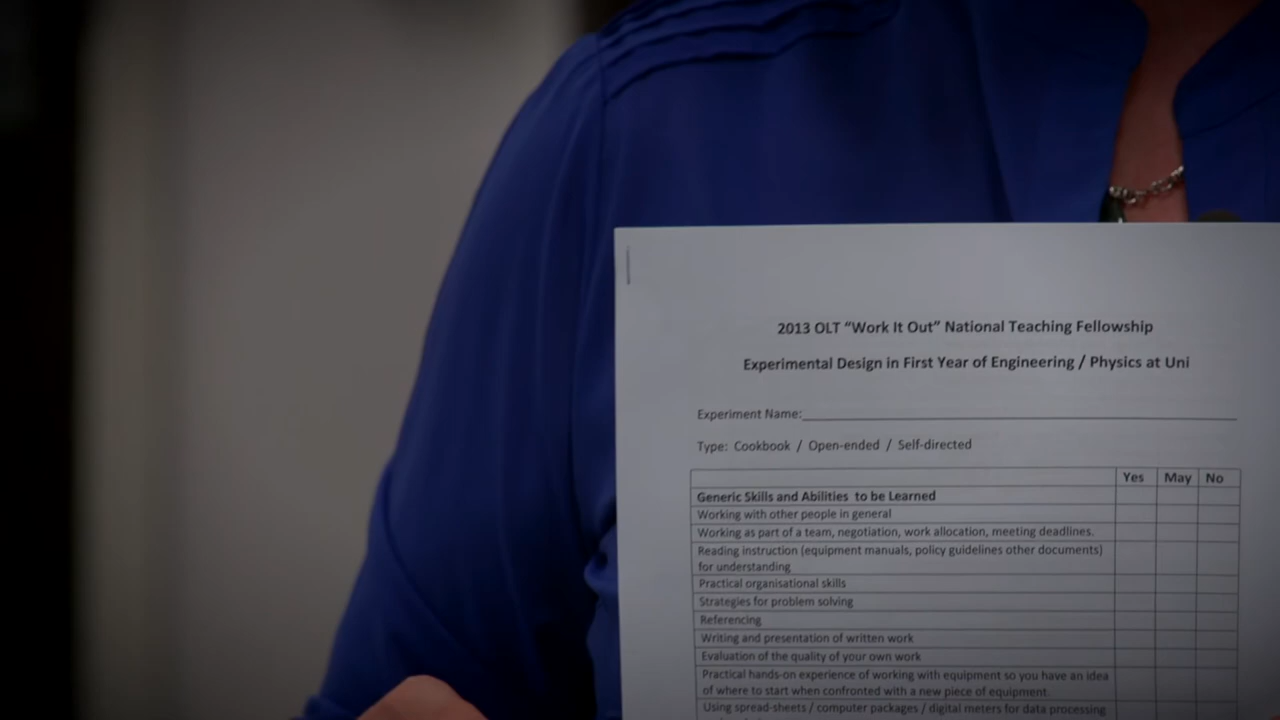 2013 OLT “Work It Out” National Teaching Fellowship
Experimental Design in First Year of Engineering / Physics at Uni
Experiment Name:
Type: Cookbook / Open-ended / Self-directed
Yes May No
Generic Skills and Abilities to be Learned
Working with other people in general
Working as part of a team, negotiation, work allocation, meeting deadlines.
Reading instruction (equipment manuals, policy guidelines other documents)
for understanding
Practical organisational skills
Strategies for problem solving
Referencing
Writing and presentation of written work
Evaluation of the quality of your own work
Practical hands-on experience of working with equipment so you have an idea
of where to start when confronted with a new piece of equipment.
Using spread-sheets / computer packages / digital meters for data processing